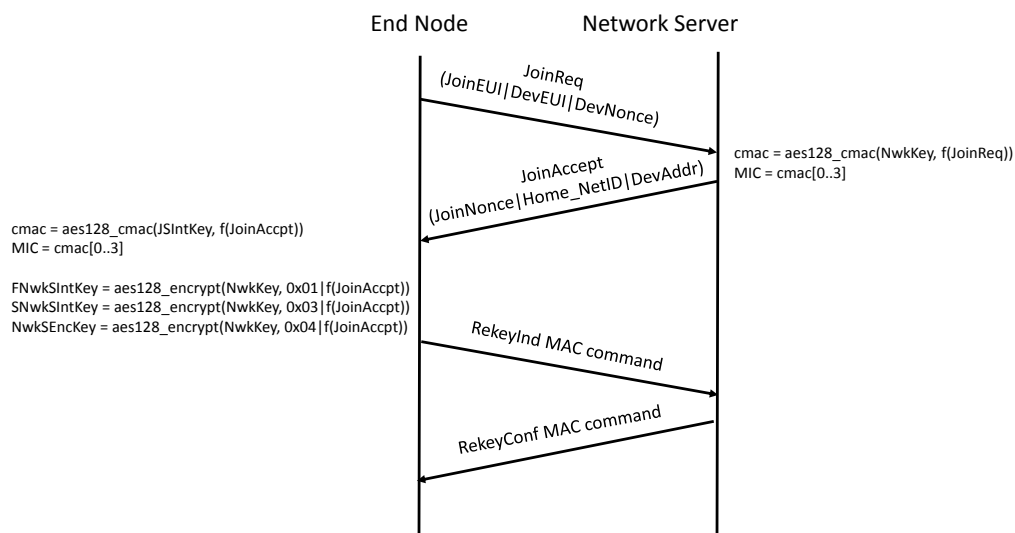 End Node
Network Server
JoinReq
(JoinEUI|DevEUI|DevNonce)
cmac = aes128_cmac(NwkKey, f(JoinReq))
MIC = cmac[0..3]
JoinAccept
(JoinNonce|Home_NetID|DevAddr)
cmac = aes128_cmac(JSIntKey, f(JoinAccpt))
MIC = cmac[0..3]
FNwkSIntKey = aes128_encrypt(NwkKey, 0x01|f(JoinAccpt))
SNwkSIntKey = aes128_encrypt(NwkKey, 0x03|f(JoinAccpt))
NwkSEncKey = aes128_encrypt(NwkKey, 0x04|f(JoinAccpt))
RekeyInd MAC command
RekeyConf MAC command